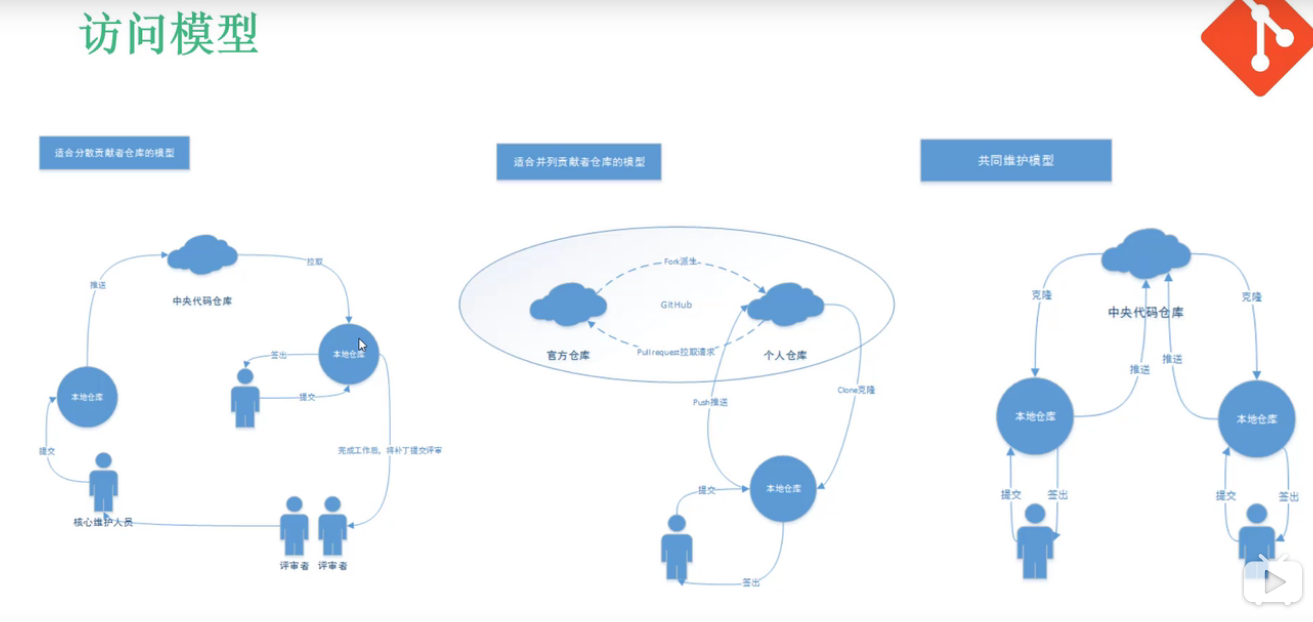 访问模型
适合分散贡献者仓库的模型
推送
拉取
中央代码仓库
本地仓库
签出
提交
本地仓库
提交
完成工作后，将补丁提交评审
核心维护人员
评审者
评审者
适合并列贡献者仓库的模型
Fork派生
GitHub
官方仓库
Pull request拉取请求
个人仓库
Push推送
Clone克隆
本地仓库
提交
签出
共同维护模型
克隆
克隆
中央代码仓库
推送
推送
本地仓库
本地仓库
提交
签出
提交
签出